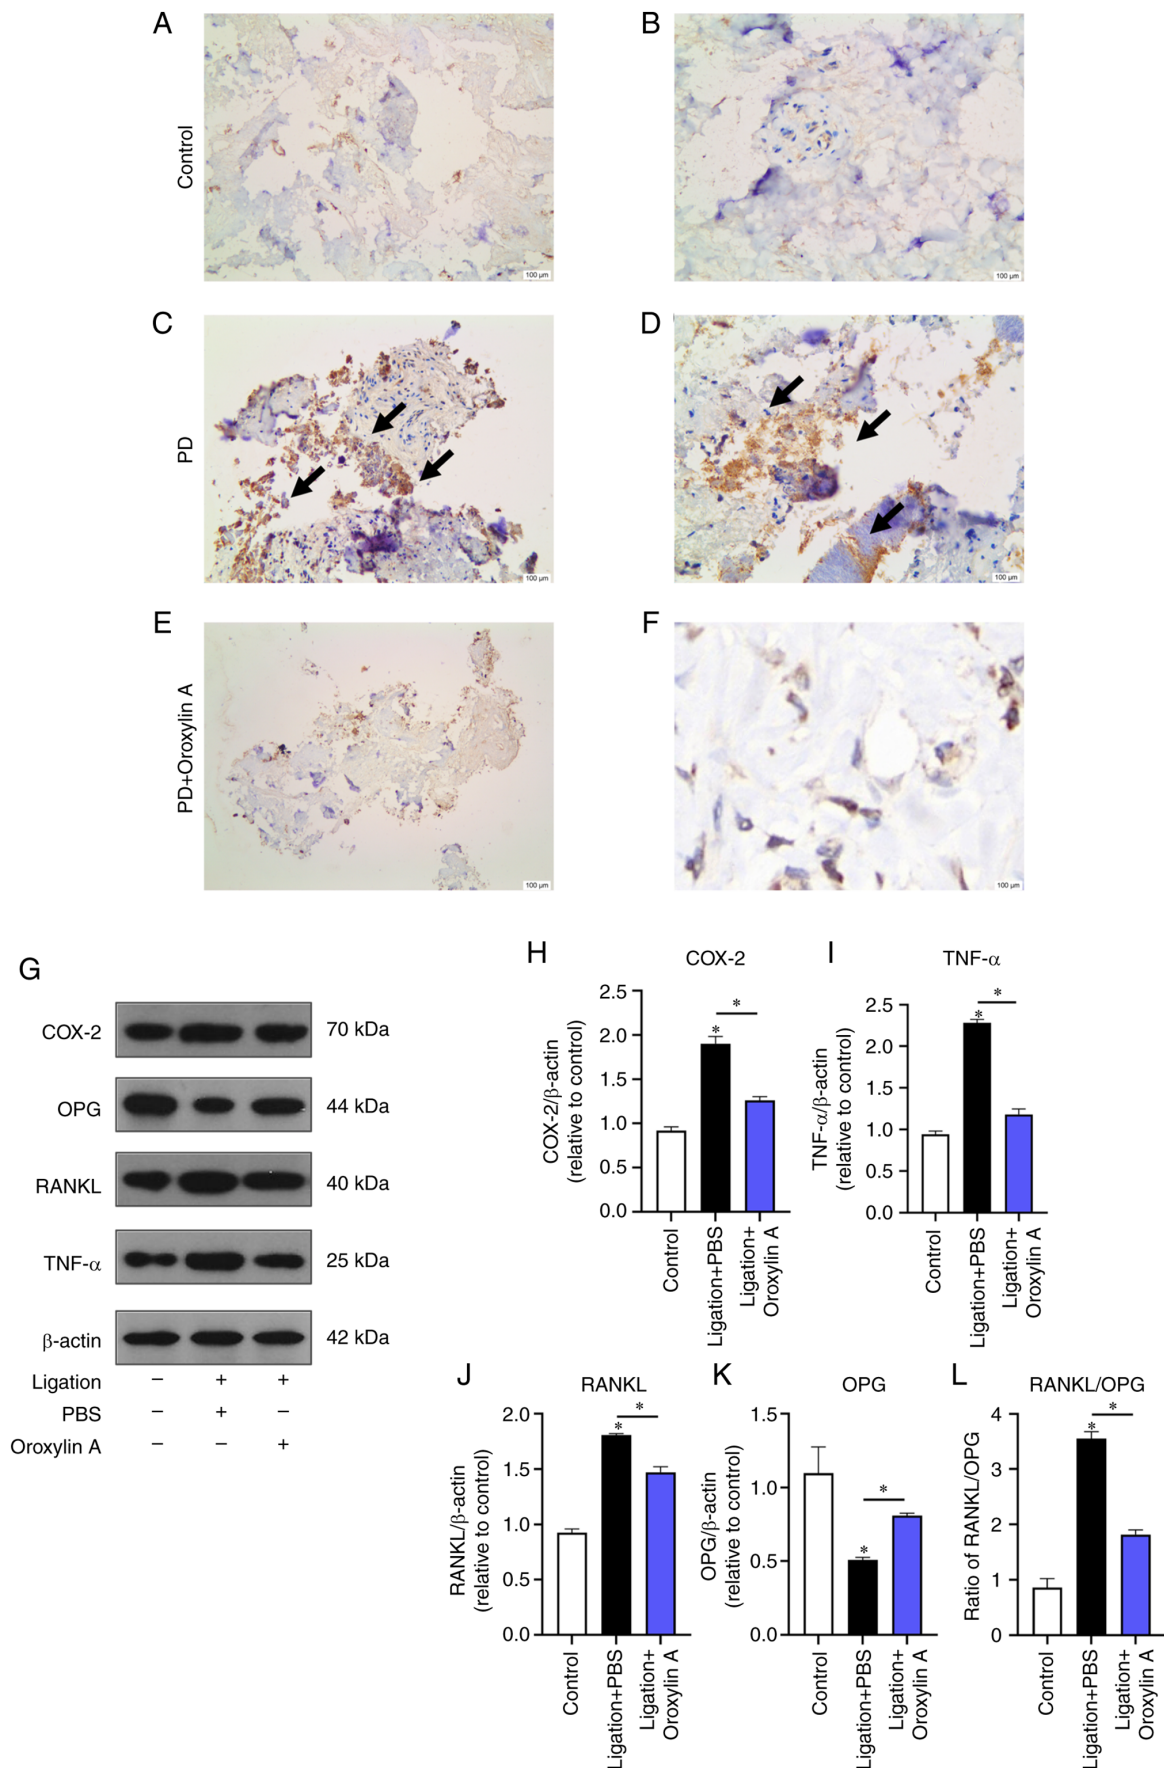 A
B
Control
100 µm
100 µm
C
D
PD
100 µm
100 µm
E
F
PD+Oroxylin A
100 µm
100 µm
G
COX-2
70 kDa
OPG
44 kDa
RANKL
40 kDa
TNF-α
25 kDa
β-actin
42 kDa
Ligation
– + +
PBS
– + –
Oroxylin A
– – +
H
COX-2
COX-2/β-actin
(relative to control)
2.5
2.0
1.5
1.0
0.5
0.0
*
*
Control
Ligation+PBS
Ligation+
Oroxylin A
I
TNF-α
TNF-α/β-actin
(relative to control)
2.5
2.0
1.5
1.0
0.5
0.0
*
*
Control
Ligation+PBS
Ligation+
Oroxylin A
J
RANKL
RANKL/β-actin
(relative to control)
2.0
1.5
1.0
0.5
0.0
*
*
Control
Ligation+PBS
Ligation+
Oroxylin A
K
OPG
OPG/β-actin
(relative to control)
1.5
1.0
0.5
0.0
*
*
Control
Ligation+PBS
Ligation+
Oroxylin A
L
RANKL/OPG
Ratio of RANKL/OPG
4
3
2
1
0
*
*
Control
Ligation+PBS
Ligation+
Oroxylin A